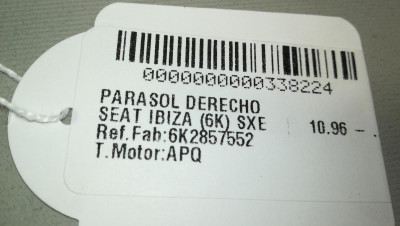 0000000000338224
PARASOL DERECHO
SEAT IBIZA (6K) SXE 10.96 -
Ref.Fab:6K2857552
T.Motor:APQ